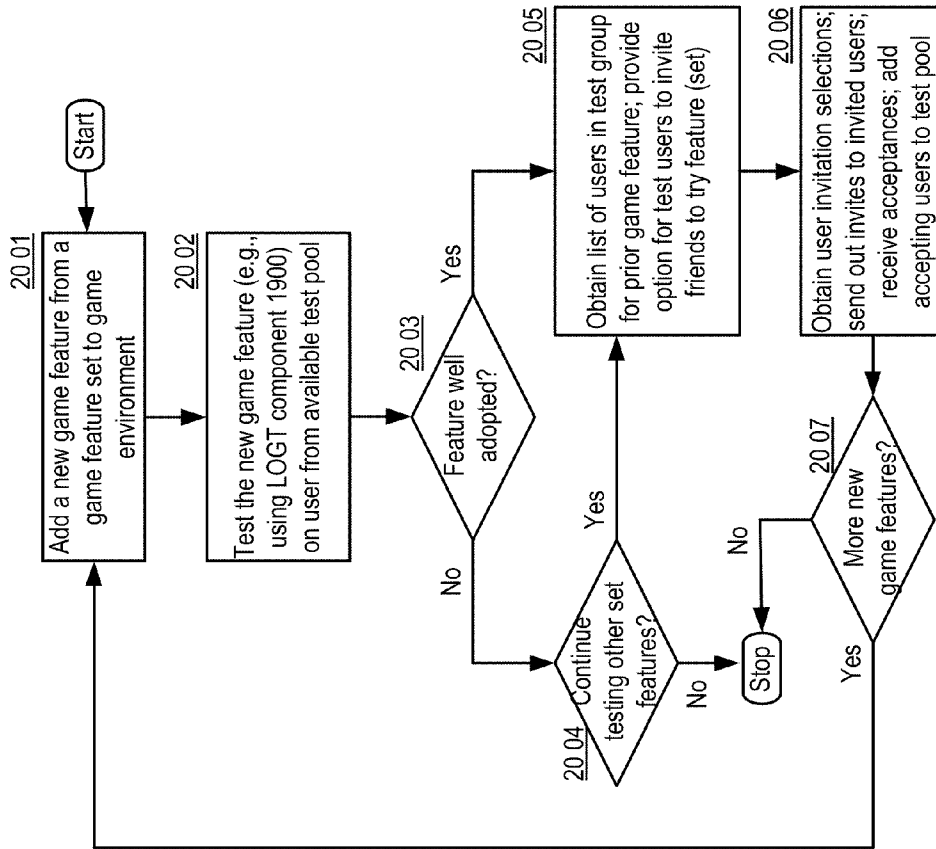 Start
20 01
Add a new game feature from a
game feature set to game
environment
20 02
Test the new game feature (e.g.,
using LOGT component 1900)
on user from available test pool
20 03
Feature well
adopted?
Yes
No
20 04
Continue
testing other set
features?
Yes
No
Stop
20 05
Obtain list of users in test group
for prior game feature; provide
option for test users to invite
friends to try feature (set)
20 06
Obtain user invitation selections;
send out invites to invited users;
receive acceptances; add
accepting users to test pool
20 07
More new
game features?
No
Yes